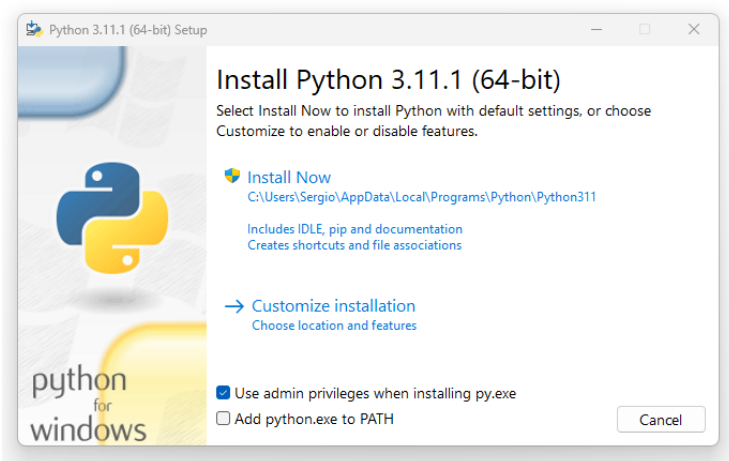 Python 3.11.1 (64-bit) Setup
Install Python 3.11.1 (64-bit)
Select Install Now to install Python with default settings, or choose
Customize to enable or disable features.
Install Now
C:\Users\Sergio\AppData\Local\Programs\Python\Python311
Includes IDLE, pip and documentation
Creates shortcuts and file associations
Customize installation
Choose location and features
python
for
windows
Use admin privileges when installing py.exe
Add python.exe to PATH
Cancel